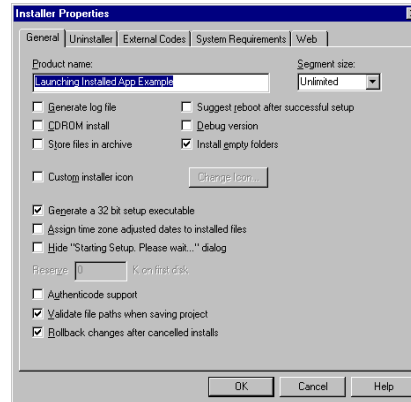 Installer Properties
General Uninstaller External Codes System Requirements Web
Product name: Segment size:
Launching Installed App Example Unlimited
Generate log file Suggest reboot after successful setup
CDROM install Debug version
Store files in archive Install empty folders
Custom installer icon Change Icon...
Generate a 32 bit setup executable
Assign time zone adjusted dates to installed files
Hide "Starting Setup. Please wait..." dialog
Reserve 0 K on first disk
Authenticode support
Validate file paths when saving project
Rollback changes after cancelled installs
OK Cancel Help